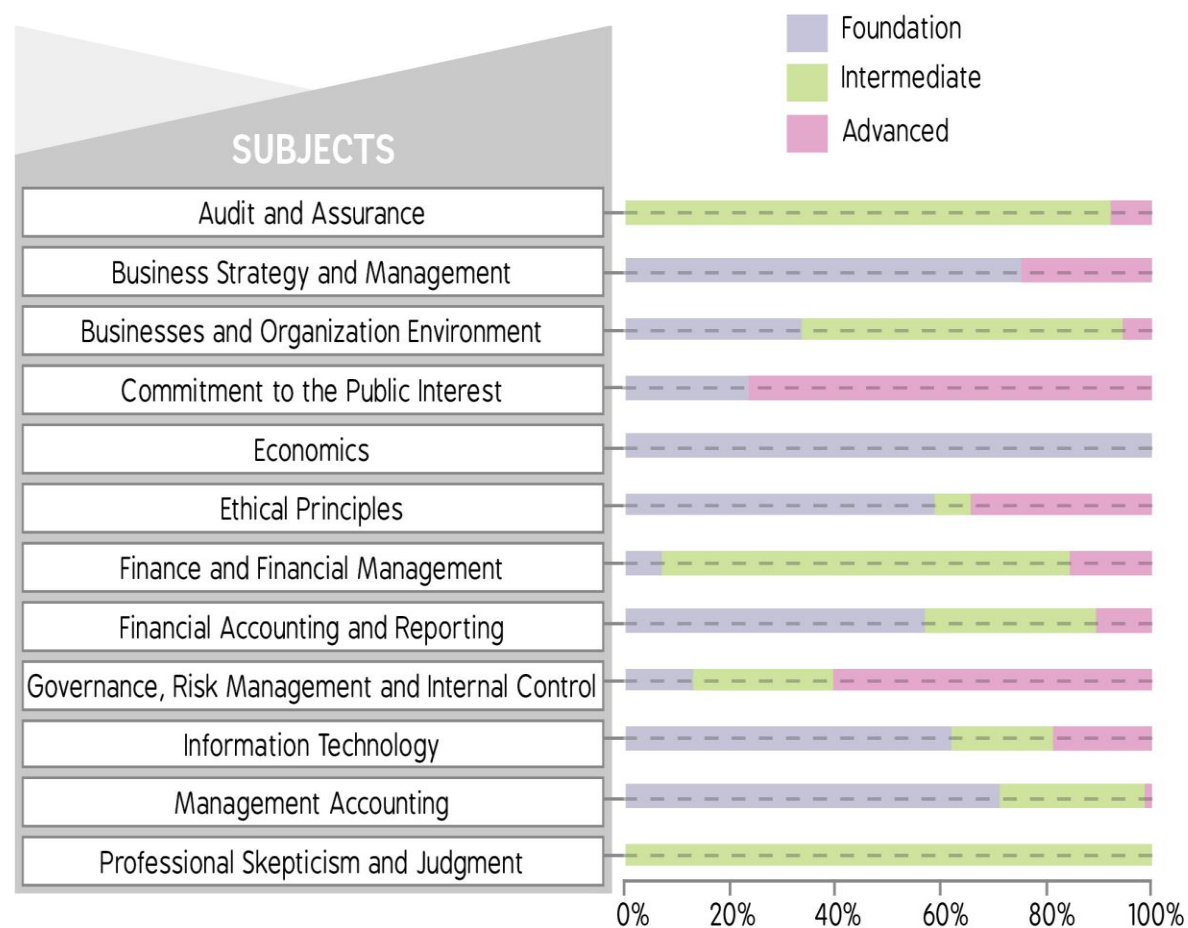 Foundation
Intermediate
Advanced
SUBJECTS
Audit and Assurance
Business Strategy and Management
Businesses and Organization Environment
Commitment to the Public Interest
Economics
Ethical Principles
Finance and Financial Management
Financial Accounting and Reporting
Governance, Risk Management and Internal Control
Information Technology
Management Accounting
Professional Skepticism and Judgment
0% 20% 40% 60% 80% 100%